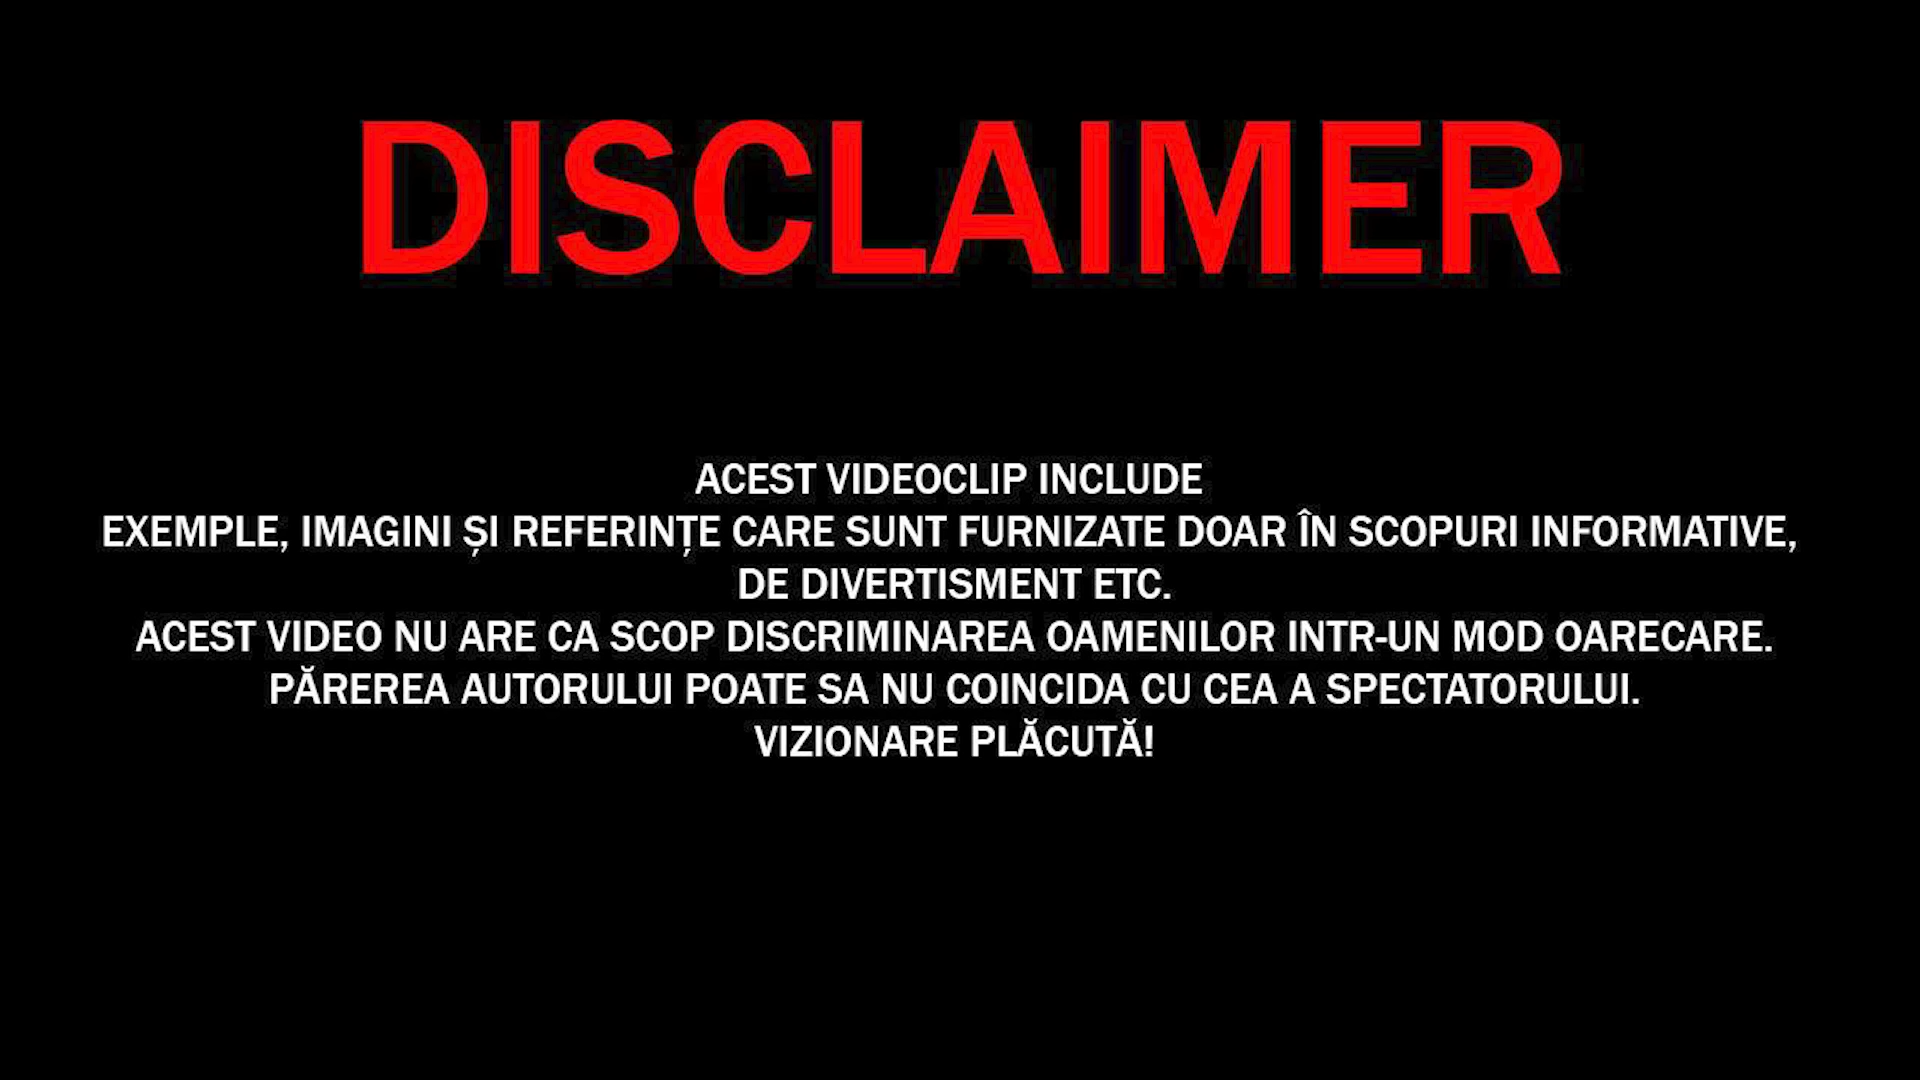 DISCLAIMER
ACEST VIDEOCLIP INCLUDE
EXEMPLE, IMAGINI ȘI REFERINȚE CARE SUNT FURNIZATE DOAR ÎN SCOPURI INFORMATIVE,
DE DIVERTISMENT ETC.
ACEST VIDEO NU ARE CA SCOP DISCRIMINAREA OAMENILOR INTR-UN MOD OARECARE.
PĂREREA AUTORULUI POATE SA NU COINCIDA CU CEA A SPECTATORULUI.
VIZIONARE PLĂCUTĂ!